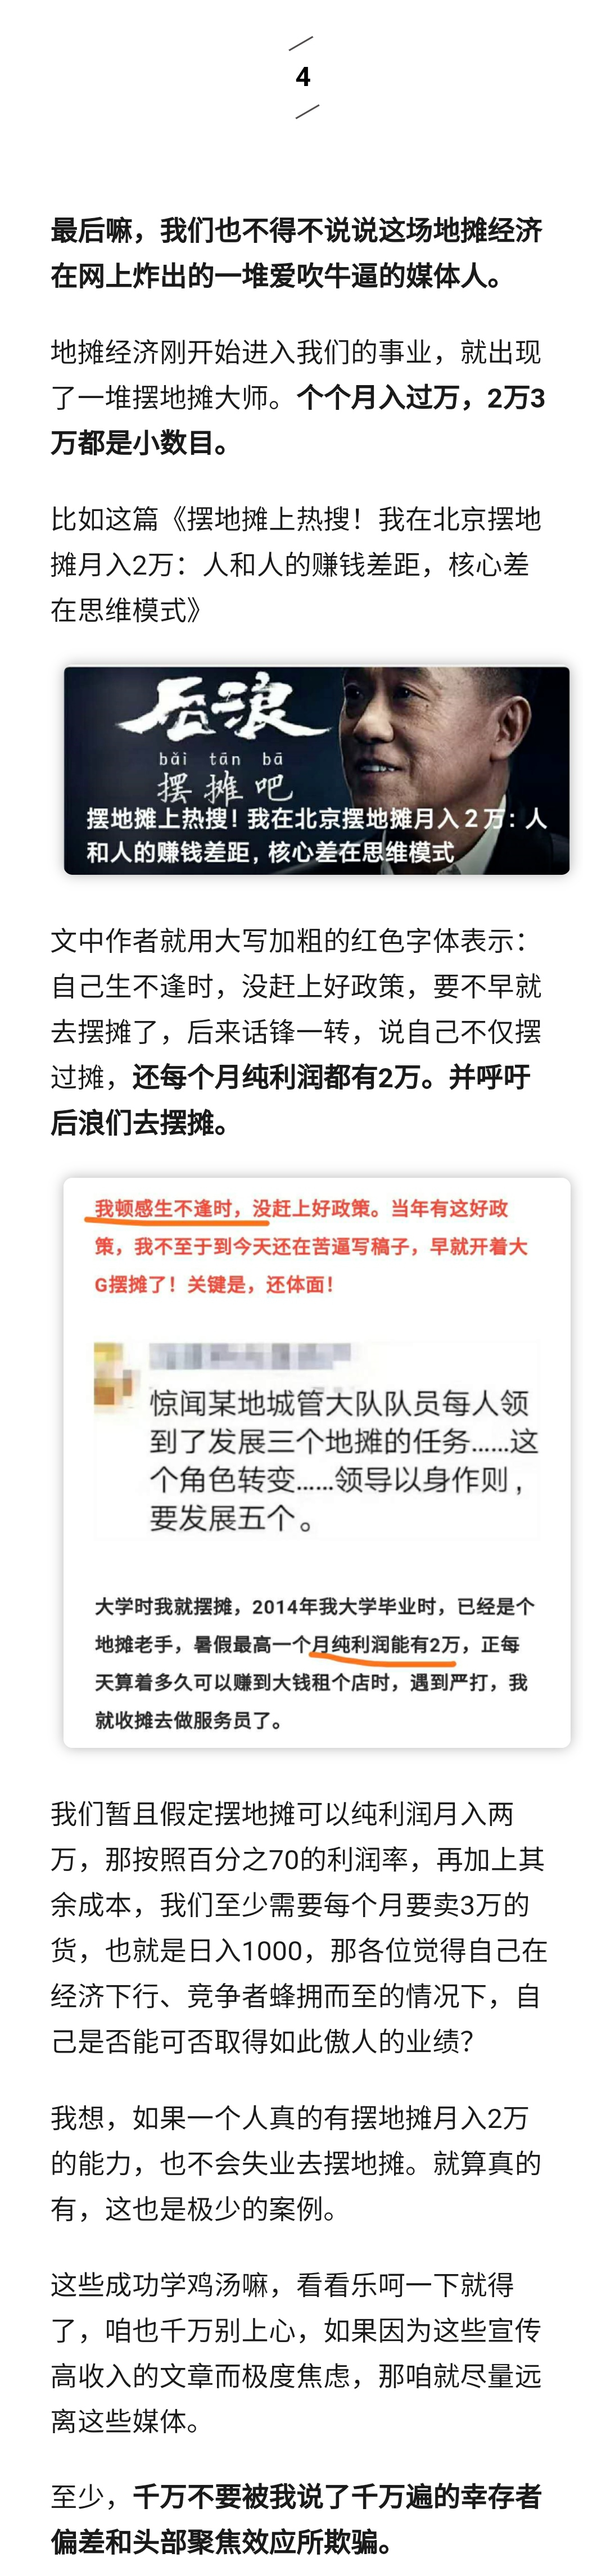 4
最后嘛，我们也不得不说说这场地摊经济
在网上炸出的一堆爱吹牛逼的媒体人。
地摊经济刚开始进入我们的事业，就出现
了一堆摆地摊大师。个个月入过万，2万3
万都是小数目。
比如这篇《摆地摊上热搜！我在北京摆地
摊月入2万：人和人的赚钱差距，核心差
在思维模式》
后浪
bǎi tān bā
摆摊吧
摆地摊上热搜！我在北京摆地摊月入2万：人
和人的赚钱差距，核心差在思维模式
文中作者就用大写加粗的红色字体表示：
自己生不逢时，没赶上好政策，要不早就
去摆摊了，后来话锋一转，说自己不仅摆
过摊，还每个月纯利润都有2万。并呼吁
后浪们去摆摊。
我顿感生不逢时，没赶上好政策。当年有这好政
策，我不至于到今天还在苦逼写稿子，早就开着大
G摆摊了！关键是，还体面！
惊闻某地城管大队队员每人领
到了发展三个地摊的任务......这
个角色转变......领导以身作则，
要发展五个。
大学时我就摆摊，2014年我大学毕业时，已经是个
地摊老手，暑假最高一个月纯利润能有2万，正每
天算着多久可以赚到大钱租个店时，遇到严打，我
就收摊去做服务员了。
我们暂且假定摆地摊可以纯利润月入两
万，那按照百分之70的利润率，再加上其
余成本，我们至少需要每个月要卖3万的
货，也就是日入1000，那各位觉得自己在
经济下行、竞争者蜂拥而至的情况下，自
己是否能可否取得如此傲人的业绩？
我想，如果一个人真的有摆地摊月入2万
的能力，也不会失业去摆地摊。就算真的
有，这也是极少的案例。
这些成功学鸡汤嘛，看看乐呵一下就得
了，咱也千万别上心，如果因为这些宣传
高收入的文章而极度焦虑，那咱就尽量远
离这些媒体。
至少，千万不要被我说了千万遍的幸存者
偏差和头部聚焦效应所欺骗。